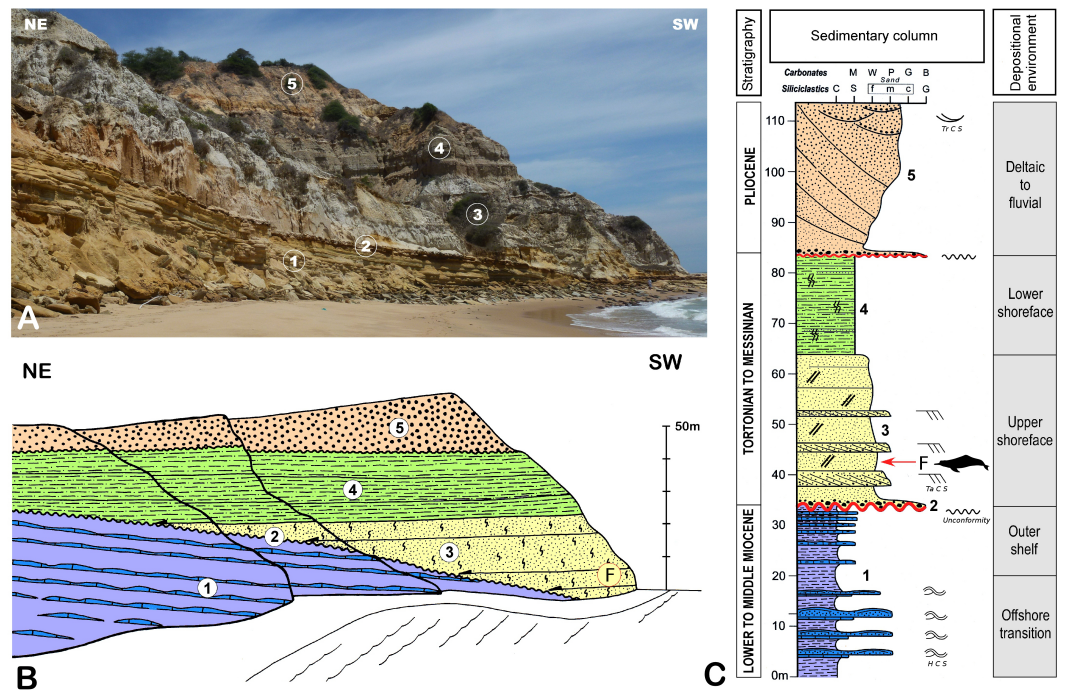 NE
SW
5
4
3
2
1
A
NE
SW
50m
5
4
2
3
1
F
0
B
Stratigraphy
Sedimentary column
Depositional environment
Carbonates M W P G B
Sand
Siliciclastics C S f m c G
110
100
90
80
70
60
50
40
30
20
10
0m
PLIOCENE
TORTONIAN TO MESSINIAN
LOWER TO MIDDLE MIOCENE
5
4
3
2
1
Tr C S
F
Ta C S
Unconformity
H C S
Deltaic
to
fluvial
Lower
shoreface
Upper
shoreface
Outer
shelf
Offshore
transition
C